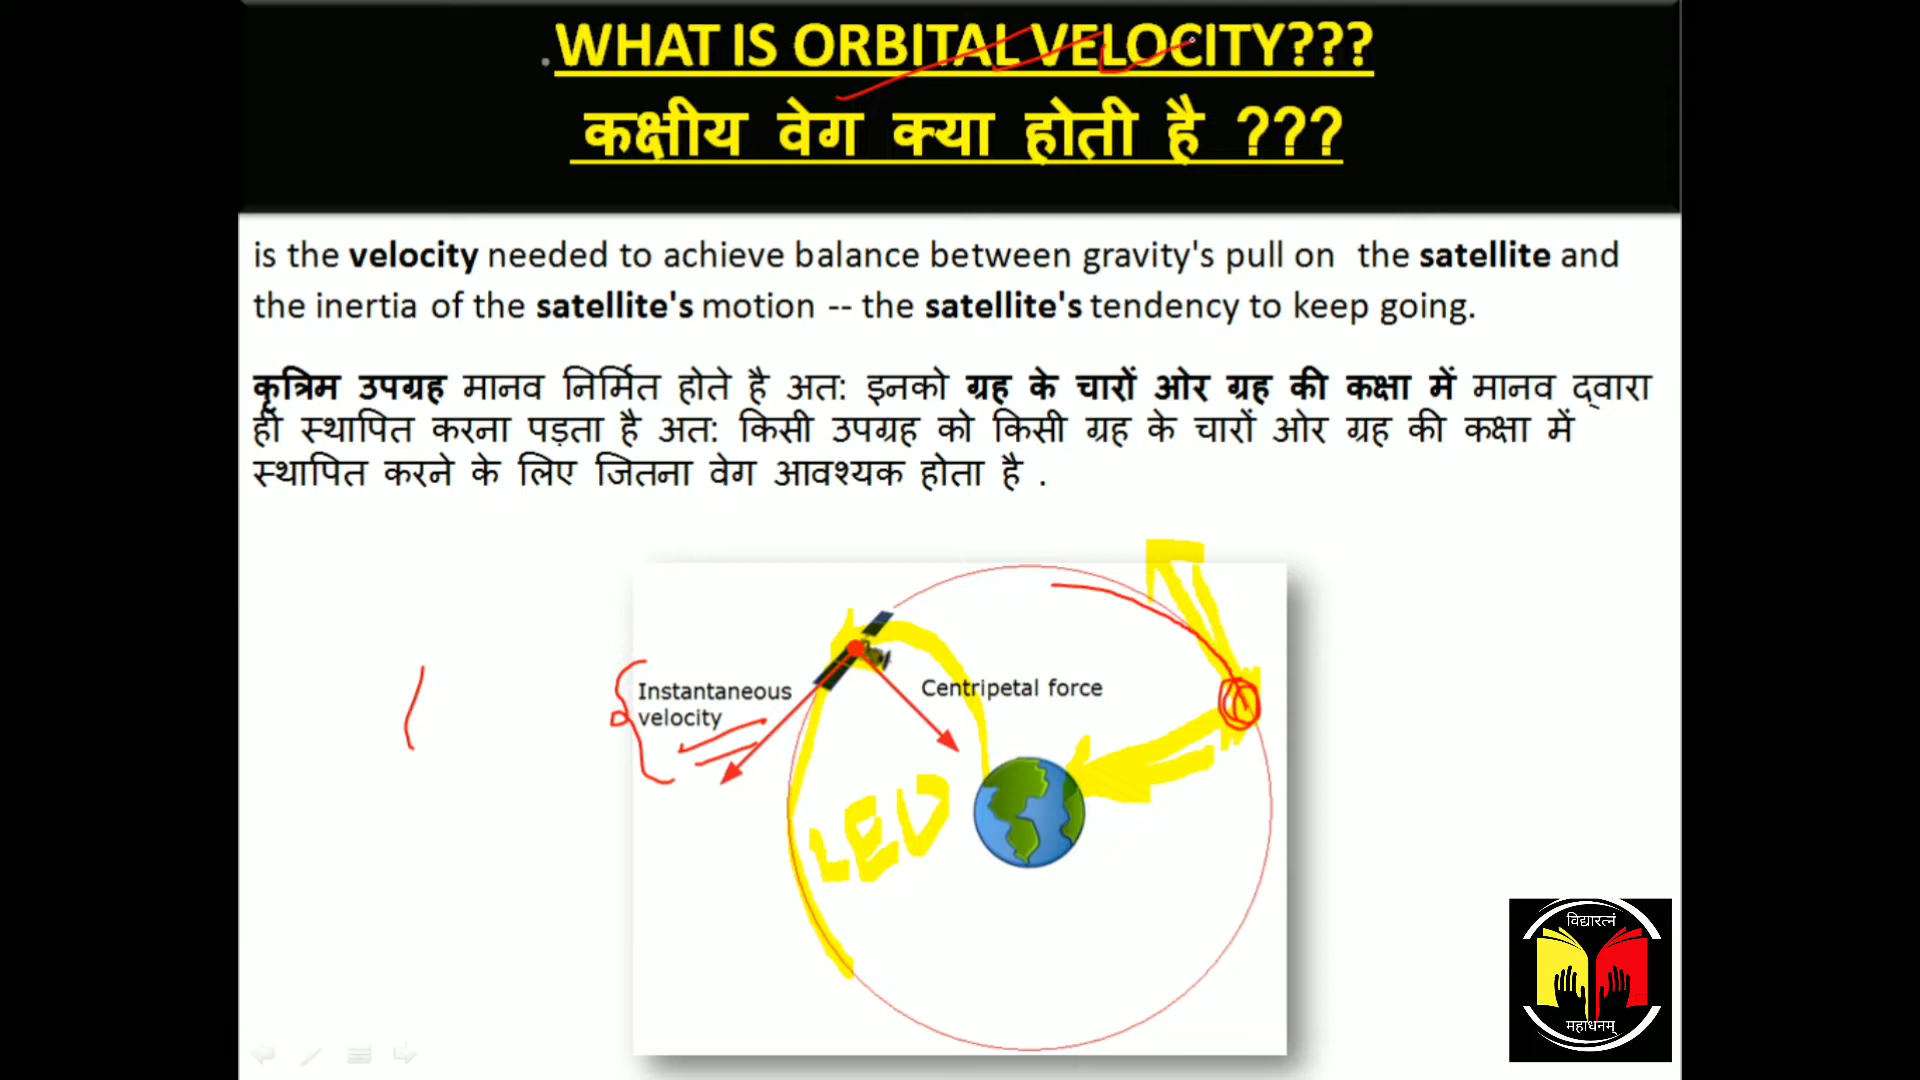 .WHAT IS ORBITAL VELOCITY???
कक्षीय वेग क्या होती है ???
is the velocity needed to achieve balance between gravity's pull on the satellite and
the inertia of the satellite's motion -- the satellite's tendency to keep going.
कृत्रिम उपग्रह मानव निर्मित होते है अत: इनको ग्रह के चारों ओर ग्रह की कक्षा में मानव द्वारा
ही स्थापित करना पड़ता है अत: किसी उपग्रह को किसी ग्रह के चारों ओर ग्रह की कक्षा में
स्थापित करने के लिए जितना वेग आवश्यक होता है .
Instantaneous
velocity
Centripetal force
LEO
विद्यारत्नं
महाधनम्